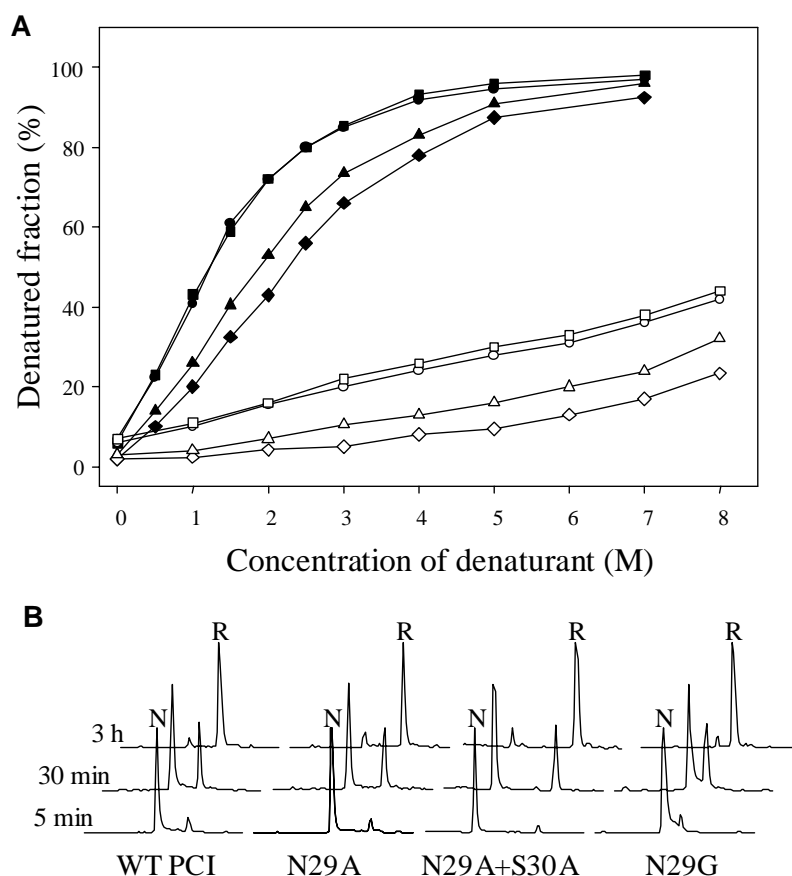 A
Denatured fraction (%)
100
80
60
40
20
0
0 1 2 3 4 5 6 7 8
Concentration of denaturant (M)
B
R R R R
3 h N N N N
30 min
5 min
WT PCI N29A N29A+S30A N29G